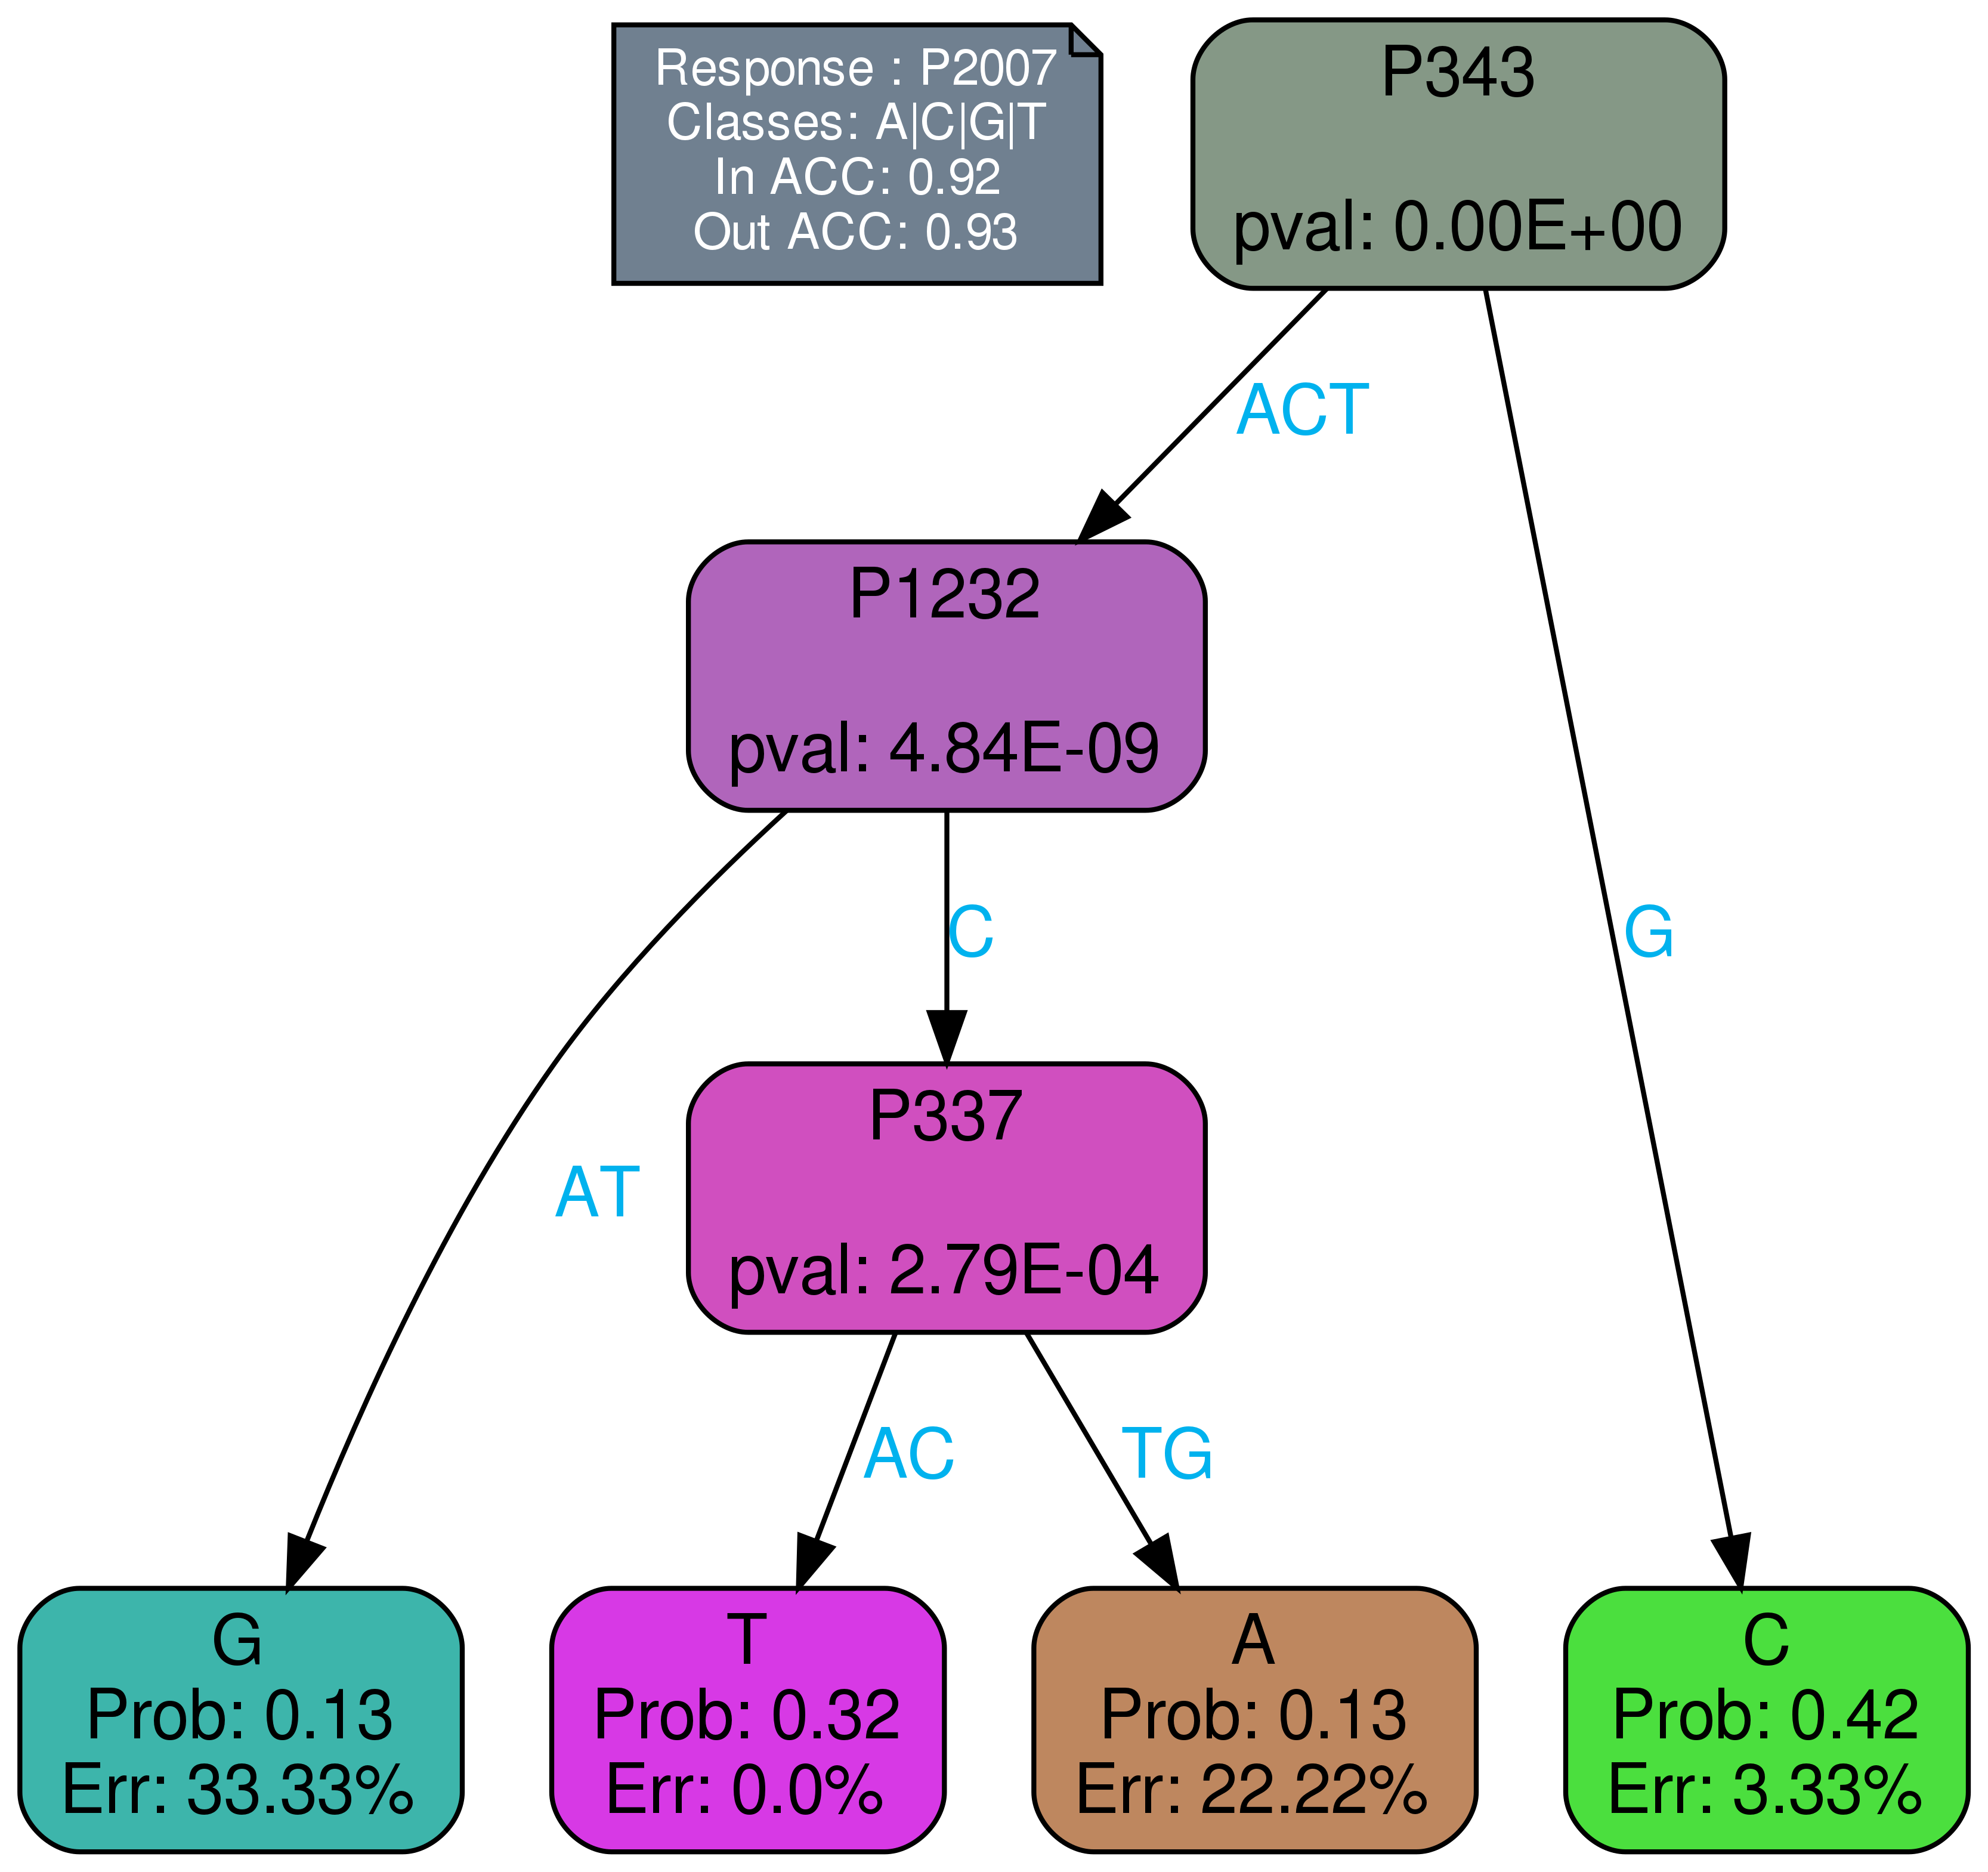 Response : P2007
Classes: A|C|G|T
In ACC: 0.92
Out ACC: 0.93
P343
pval: 0.00E+00
ACT
P1232
pval: 4.84E-09
C
G
P337
pval: 2.79E-04
AT
AC
TG
G
Prob: 0.13
Err: 33.33%
T
Prob: 0.32
Err: 0.0%
A
Prob: 0.13
Err: 22.22%
C
Prob: 0.42
Err: 3.33%